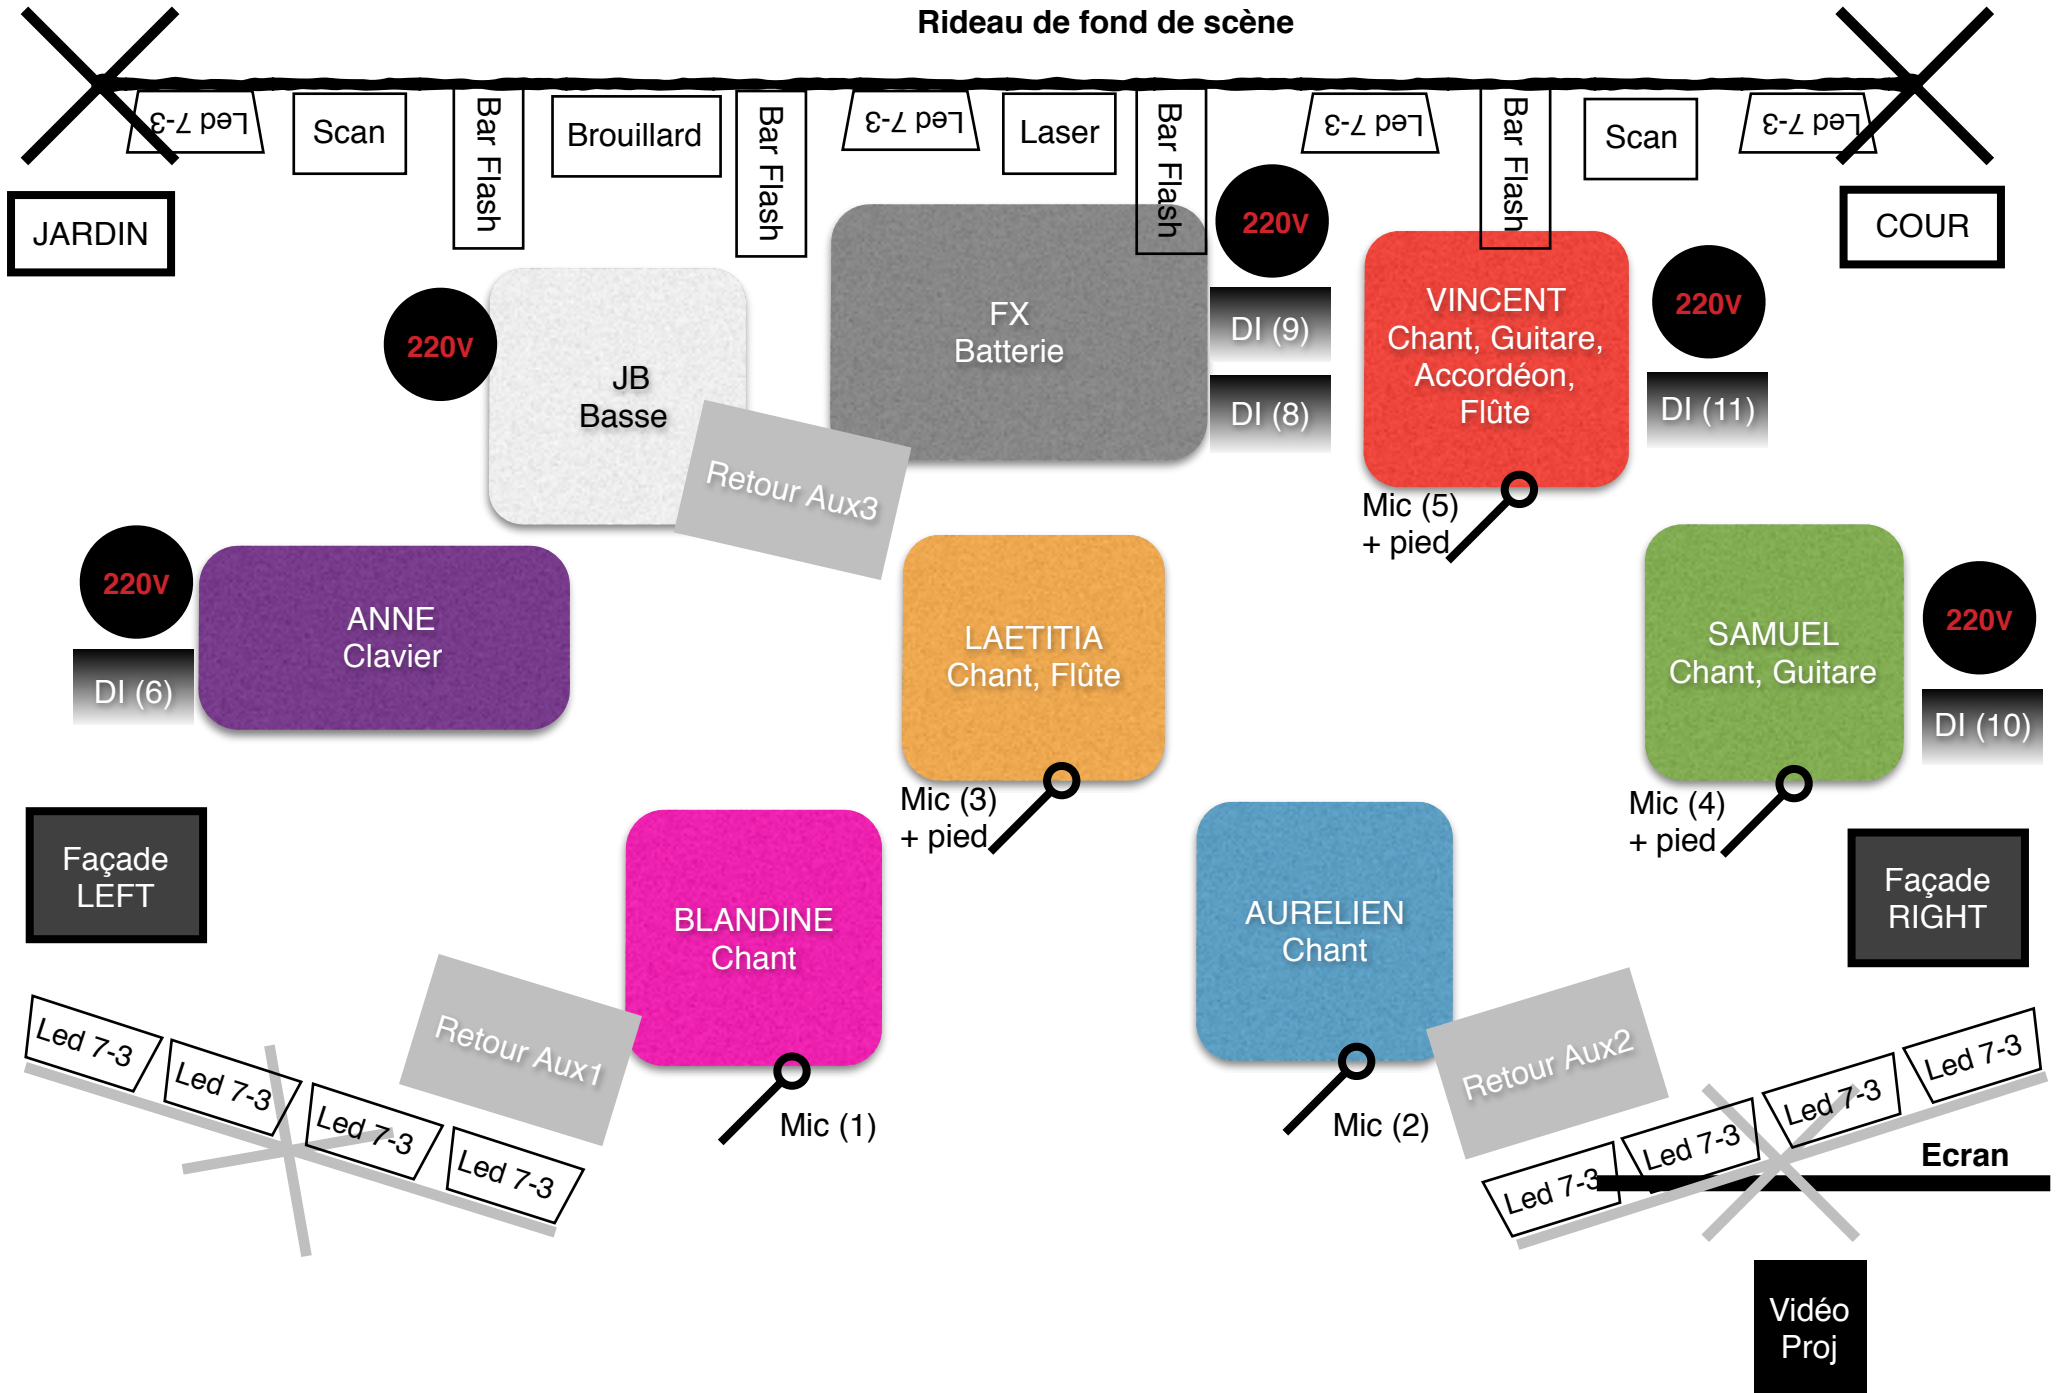 Rideau de fond de scène
Led 7-3
Scan
Bar Flash
Brouillard
Bar Flash
Led 7-3
Laser
Bar Flash
Led 7-3
Bar Flash
Scan
Led 7-3
JARDIN
COUR
220V
220V
220V
JB
Basse
FX
Batterie
DI (9)
DI (8)
VINCENT
Chant, Guitare,
Accordéon,
Flûte
DI (11)
Retour Aux3
Mic (5)
+ pied
220V
DI (6)
ANNE
Clavier
LAETITIA
Chant, Flûte
SAMUEL
Chant, Guitare
220V
DI (10)
Mic (3)
+ pied
Mic (4)
+ pied
Façade
LEFT
BLANDINE
Chant
AURELIEN
Chant
Façade
RIGHT
Retour Aux1
Retour Aux2
Mic (1)
Mic (2)
Led 7-3
Led 7-3
Led 7-3
Led 7-3
Led 7-3
Led 7-3
Led 7-3
Led 7-3
Ecran
Vidéo
Proj